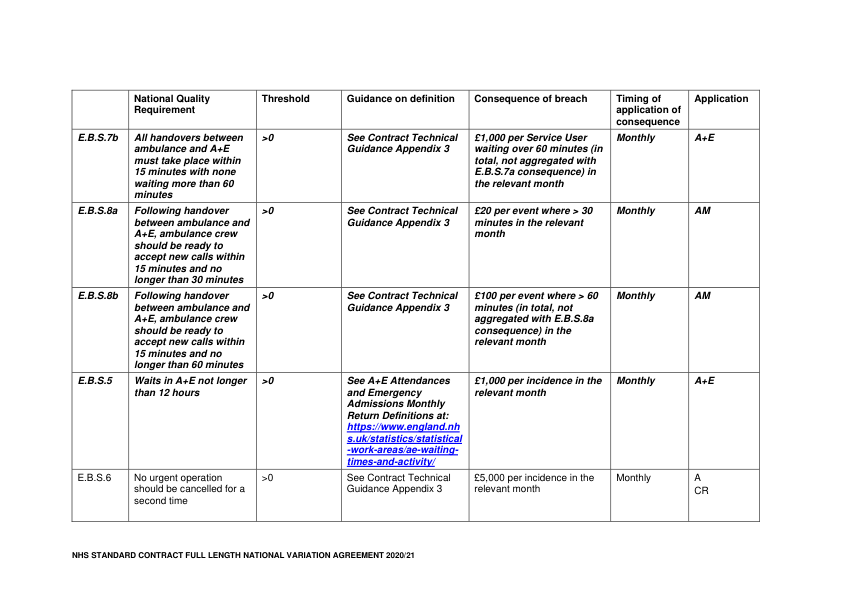 National Quality
Requirement
Threshold
Guidance on definition
Consequence of breach
Timing of
application of
consequence
Application
E.B.S.7b
All handovers between
ambulance and A+E
must take place within
15 minutes with none
waiting more than 60
minutes
>0
See Contract Technical
Guidance Appendix 3
£1,000 per Service User
waiting over 60 minutes (in
total, not aggregated with
E.B.S.7a consequence) in
the relevant month
Monthly
A+E
E.B.S.8a
Following handover
between ambulance and
A+E, ambulance crew
should be ready to
accept new calls within
15 minutes and no
longer than 30 minutes
>0
See Contract Technical
Guidance Appendix 3
£20 per event where > 30
minutes in the relevant
month
Monthly
AM
E.B.S.8b
Following handover
between ambulance and
A+E, ambulance crew
should be ready to
accept new calls within
15 minutes and no
longer than 60 minutes
>0
See Contract Technical
Guidance Appendix 3
£100 per event where > 60
minutes (in total, not
aggregated with E.B.S.8a
consequence) in the
relevant month
Monthly
AM
E.B.S.5
Waits in A+E not longer
than 12 hours
>0
See A+E Attendances
and Emergency
Admissions Monthly
Return Definitions at:
https://www.england.nh
s.uk/statistics/statistical
-work-areas/ae-waiting-
times-and-activity/
£1,000 per incidence in the
relevant month
Monthly
A+E
E.B.S.6
No urgent operation
should be cancelled for a
second time
>0
See Contract Technical
Guidance Appendix 3
£5,000 per incidence in the
relevant month
Monthly
A
CR
NHS STANDARD CONTRACT FULL LENGTH NATIONAL VARIATION AGREEMENT 2020/21